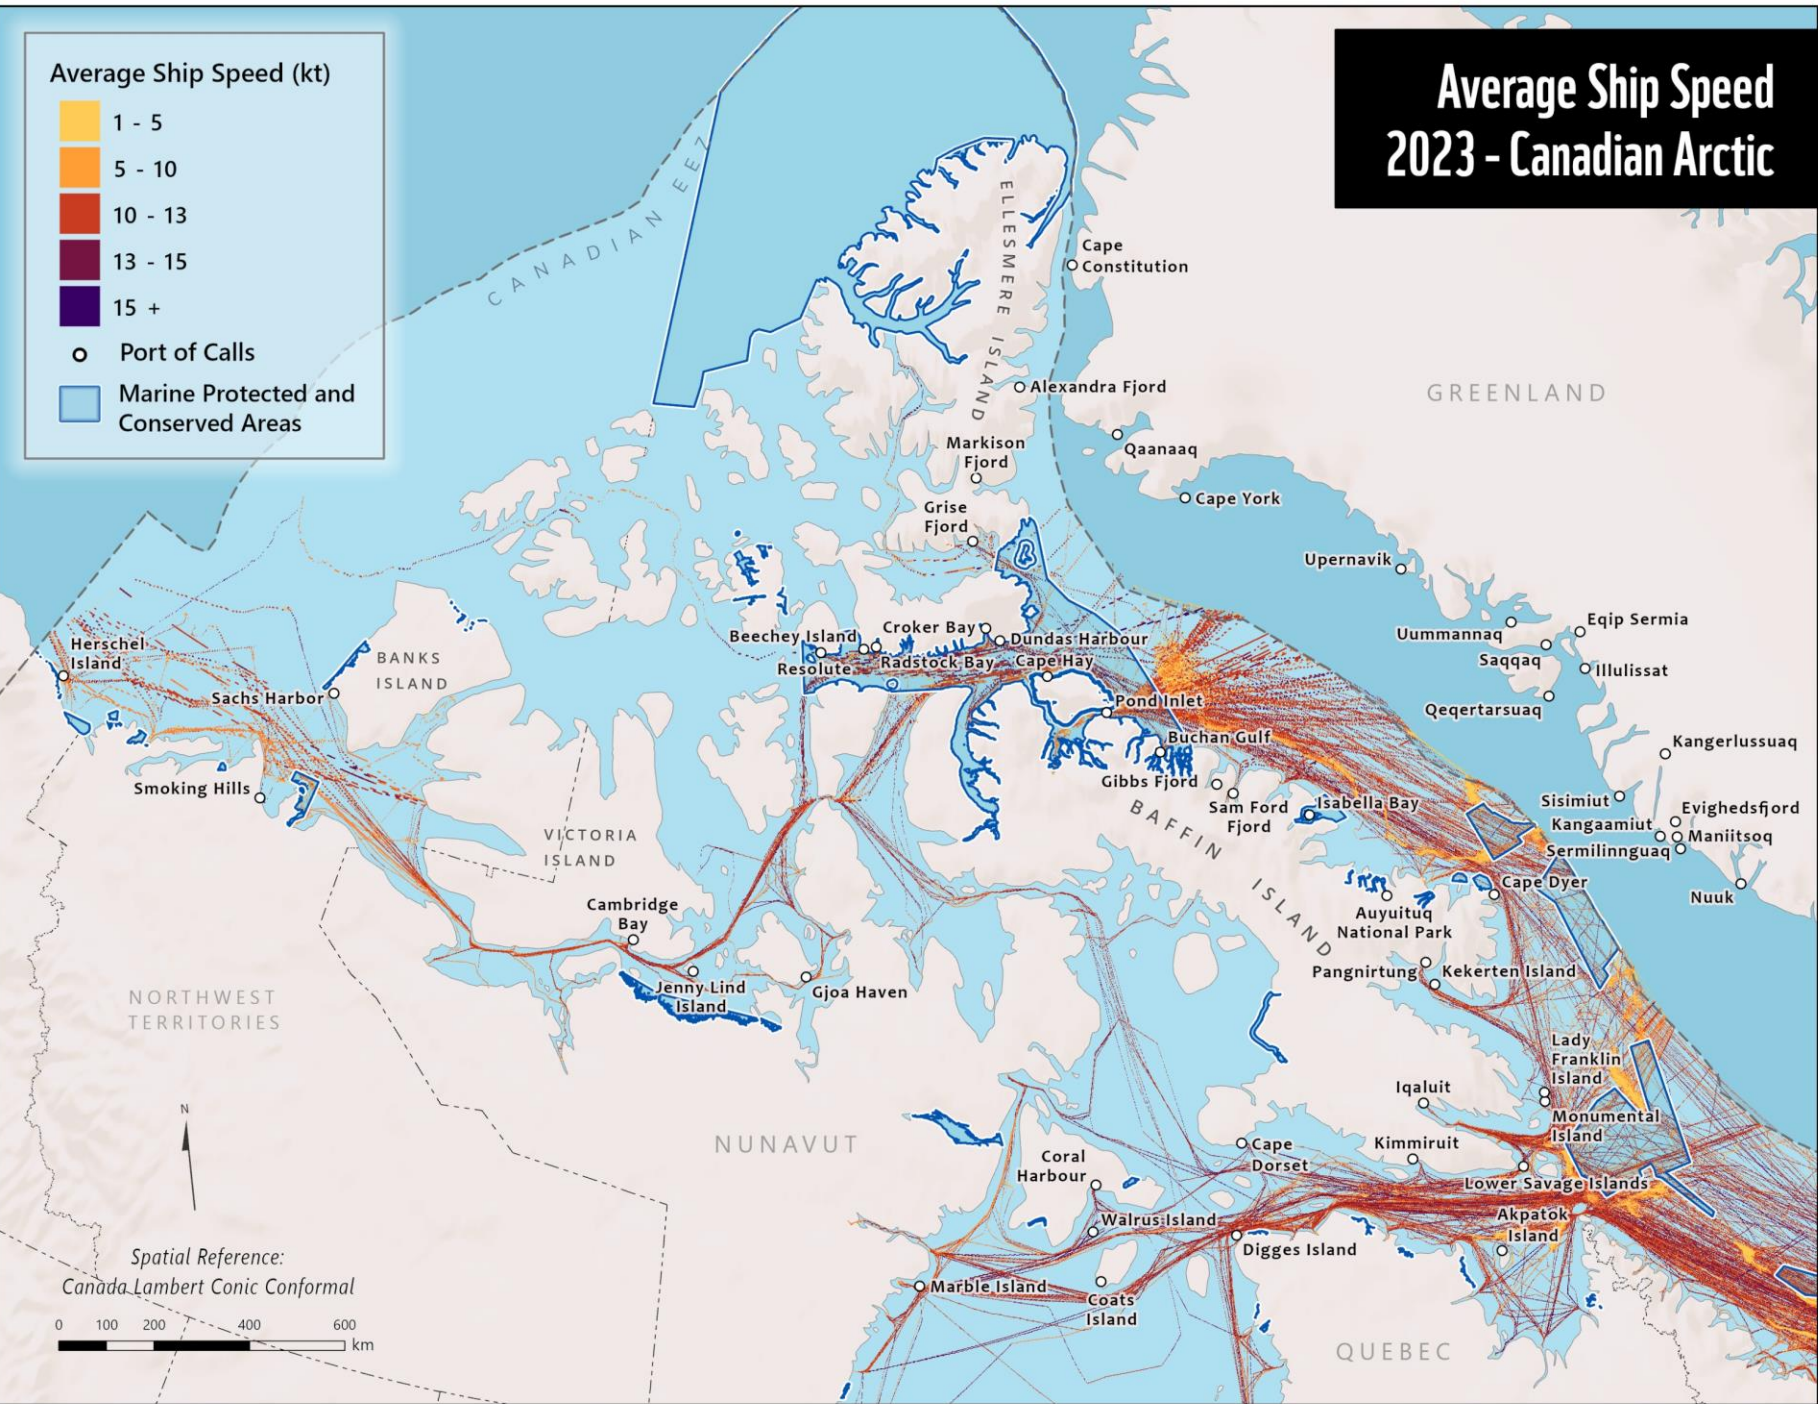 Average Ship Speed
2023 - Canadian Arctic
Average Ship Speed (kt)
1 - 5
5 - 10
10 - 13
13 - 15
15 +
Port of Calls
Marine Protected and
Conserved Areas
CANADIAN EEZ
ELLESMERE ISLAND
Cape
Constitution
GREENLAND
Alexandra Fjord
Qaanaaq
Markison
Fjord
Cape York
Grise
Fjord
Upernavik
Eqip Sermia
Uummannaq
Saqqaq
Illulissat
Qeqertarsuaq
Herschel
Island
BANKS
ISLAND
Sachs Harbor
Beechey Island
Croker Bay
Dundas Harbour
Resolute
Radstock Bay
Cape Hay
Pond Inlet
Buchan Gulf
Kangerlussuaq
Smoking Hills
Gibbs Fjord
Sam Ford
Fjord
Isabella Bay
Sisimiut
Evighedsfjord
Kangaamiut
Maniitsoq
Sermilinnguaq
VICTORIA
ISLAND
BAFFIN ISLAND
Cape Dyer
Nuuk
Cambridge
Bay
Auyuituq
National Park
Pangnirtung
Kekerten Island
Jenny Lind
Island
Gjoa Haven
NORTHWEST
TERRITORIES
Lady
Franklin
Island
Iqaluit
Monumental
Island
N
NUNAVUT
Cape
Dorset
Kimmiruit
Coral
Harbour
Lower Savage Islands
Walrus Island
Akpatok
Island
Digges Island
Spatial Reference:
Canada Lambert Conic Conformal
Marble Island
Coats
Island
QUEBEC
0 100 200 400 600
km